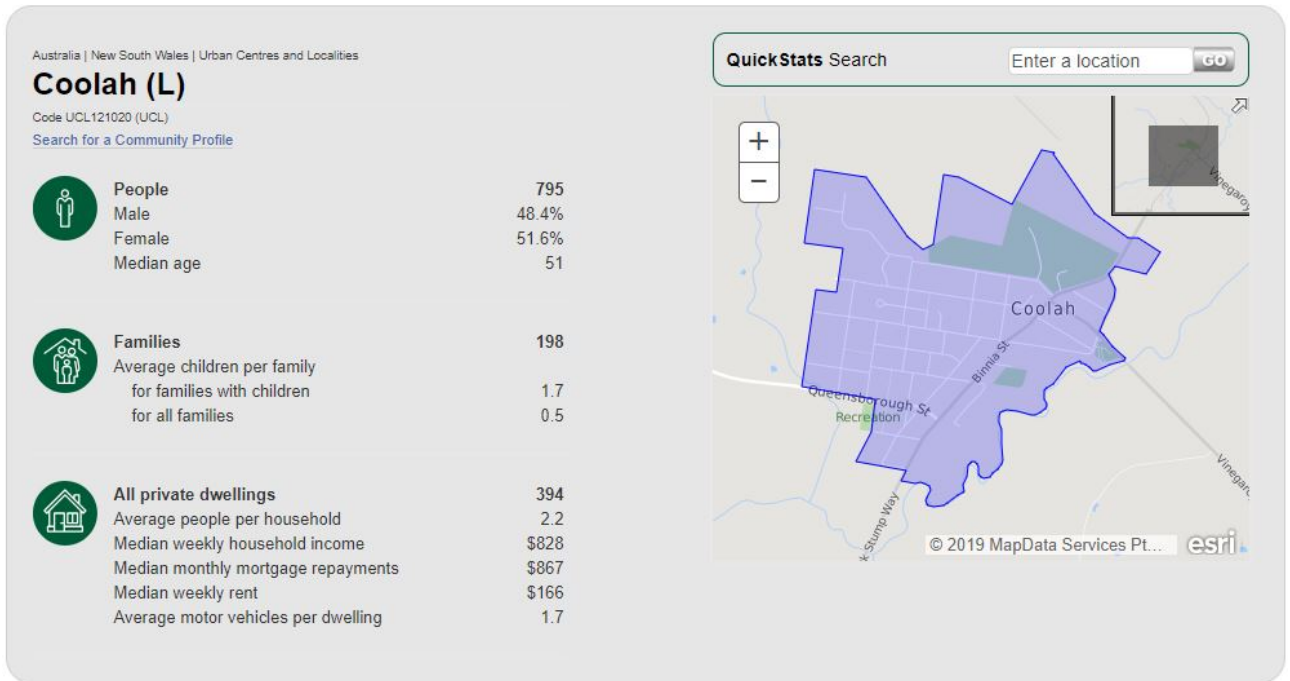 Australia | New South Wales | Urban Centres and Localities
Coolah (L)
Code UCL121020 (UCL)
Search for a Community Profile
People 795
Male 48.4%
Female 51.6%
Median age 51
Families 198
Average children per family
for families with children 1.7
for all families 0.5
All private dwellings 394
Average people per household 2.2
Median weekly household income $828
Median monthly mortgage repayments $867
Median weekly rent $166
Average motor vehicles per dwelling 1.7
QuickStats Search Enter a location GO
+
−
Vinegaroy
Coolah
Binnia St
Queensborough St
Recreation
Stump Way
© 2019 MapData Services Pt...
esri